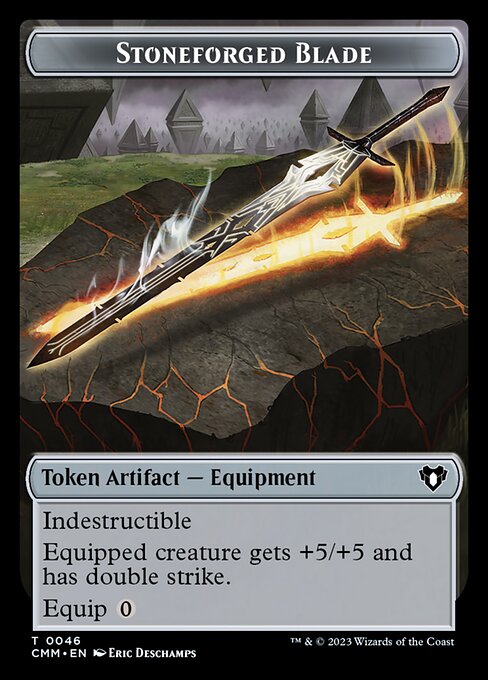 Stoneforged Blade
Token Artifact — Equipment
Indestructible
Equipped creature gets +5/+5 and
has double strike.
Equip 0
T 0046
CMM • EN Eric Deschamps
™ & © 2023 Wizards of the Coast